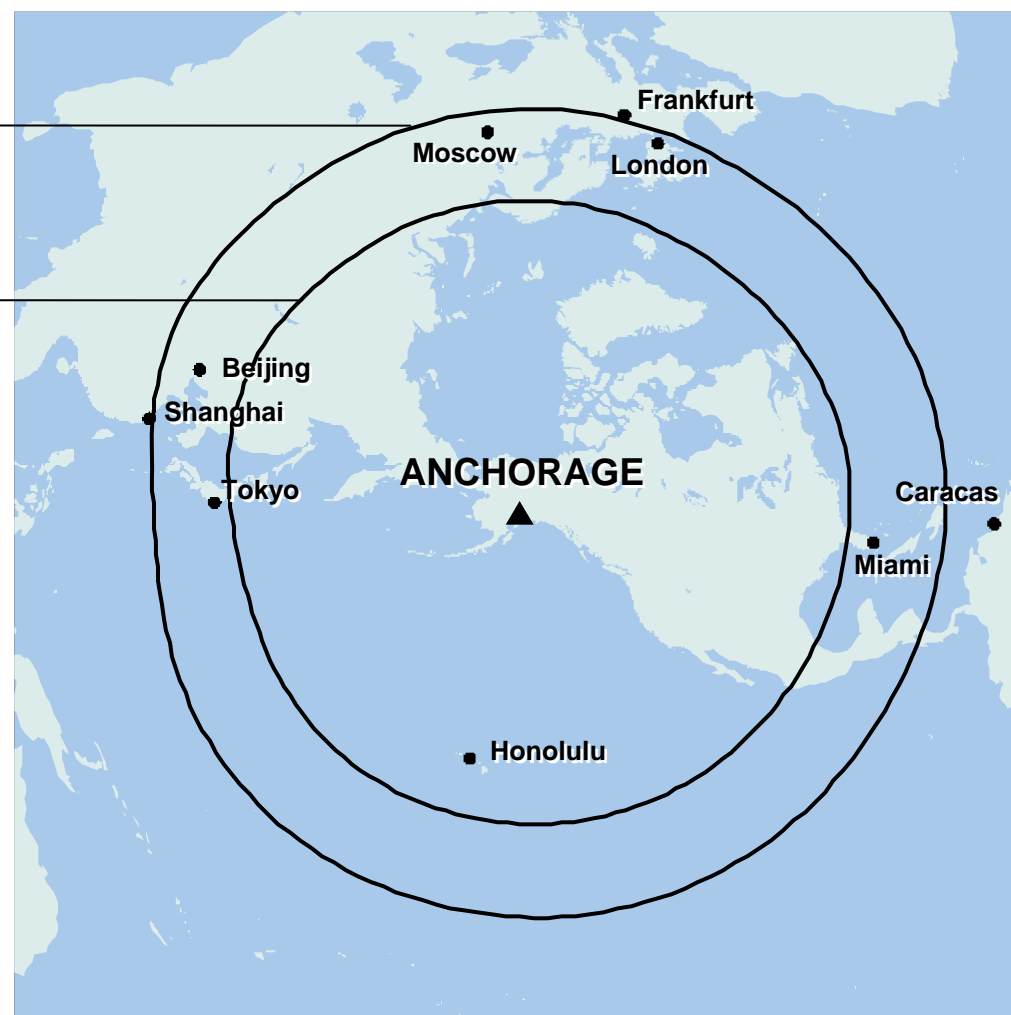 Frankfurt
Moscow
London
Beijing
Shanghai
ANCHORAGE
Tokyo
Caracas
Miami
Honolulu